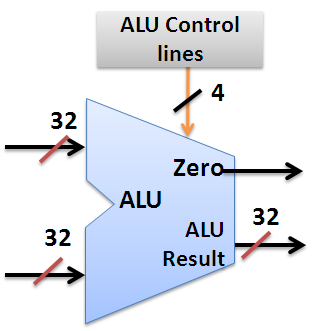 ALU Control
lines
4
32
Zero
ALU
32
ALU
Result
32